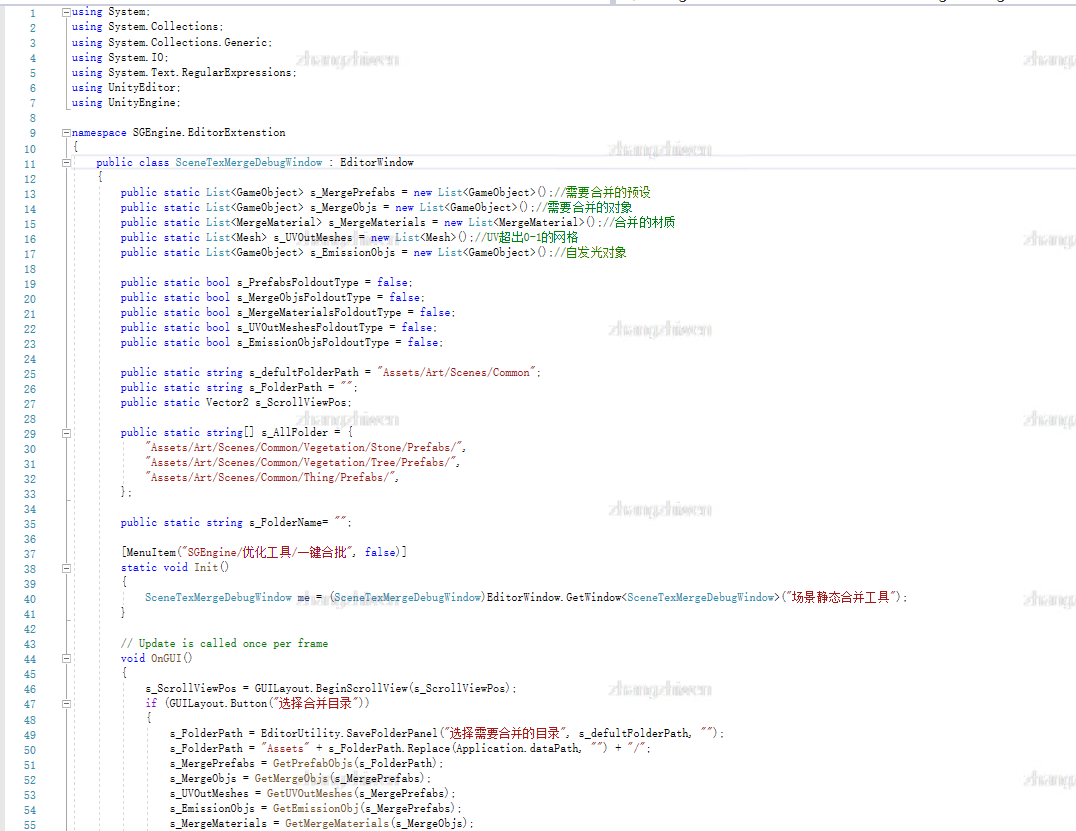 1 using System;
2 using System.Collections;
3 using System.Collections.Generic;
4 using System.IO;
5 using System.Text.RegularExpressions;
6 using UnityEditor;
7 using UnityEngine;
8
9 namespace SGEngine.EditorExtenstion
10 {
11 public class SceneTexMergeDebugWindow : EditorWindow
12 {
13 public static List<GameObject> s_MergePrefabs = new List<GameObject>();//需要合并的预设
14 public static List<GameObject> s_MergeObjs = new List<GameObject>();//需要合并的对象
15 public static List<MergeMaterial> s_MergeMaterials = new List<MergeMaterial>();//合并的材质
16 public static List<Mesh> s_UVOutMeshes = new List<Mesh>();//UV超出0-1的网格
17 public static List<GameObject> s_EmissionObjs = new List<GameObject>();//自发光对象
18
19 public static bool s_PrefabsFoldoutType = false;
20 public static bool s_MergeObjsFoldoutType = false;
21 public static bool s_MergeMaterialsFoldoutType = false;
22 public static bool s_UVOutMeshesFoldoutType = false;
23 public static bool s_EmissionObjsFoldoutType = false;
24
25 public static string s_defultFolderPath = "Assets/Art/Scenes/Common";
26 public static string s_FolderPath = "";
27 public static Vector2 s_ScrollViewPos;
28
29 public static string[] s_AllFolder = {
30 "Assets/Art/Scenes/Common/Vegetation/Stone/Prefabs/",
31 "Assets/Art/Scenes/Common/Vegetation/Tree/Prefabs/",
32 "Assets/Art/Scenes/Common/Thing/Prefabs/",
33 };
34
35 public static string s_FolderName= "";
36
37 [MenuItem("SGEngine/优化工具/一键合批", false)]
38 static void Init()
39 {
40 SceneTexMergeDebugWindow me = (SceneTexMergeDebugWindow)EditorWindow.GetWindow<SceneTexMergeDebugWindow>("场景静态合并工具");
41 }
42
43 // Update is called once per frame
44 void OnGUI()
45 {
46 s_ScrollViewPos = GUILayout.BeginScrollView(s_ScrollViewPos);
47 if (GUILayout.Button("选择合并目录"))
48 {
49 s_FolderPath = EditorUtility.SaveFolderPanel("选择需要合并的目录", s_defultFolderPath, "");
50 s_FolderPath = "Assets" + s_FolderPath.Replace(Application.dataPath, "") + "/";
51 s_MergePrefabs = GetPrefabObjs(s_FolderPath);
52 s_MergeObjs = GetMergeObjs(s_MergePrefabs);
53 s_UVOutMeshes = GetUVOutMeshes(s_MergePrefabs);
54 s_EmissionObjs = GetEmissionObj(s_MergePrefabs);
55 s_MergeMaterials = GetMergeMaterials(s_MergeObjs);
zhangzhiwen